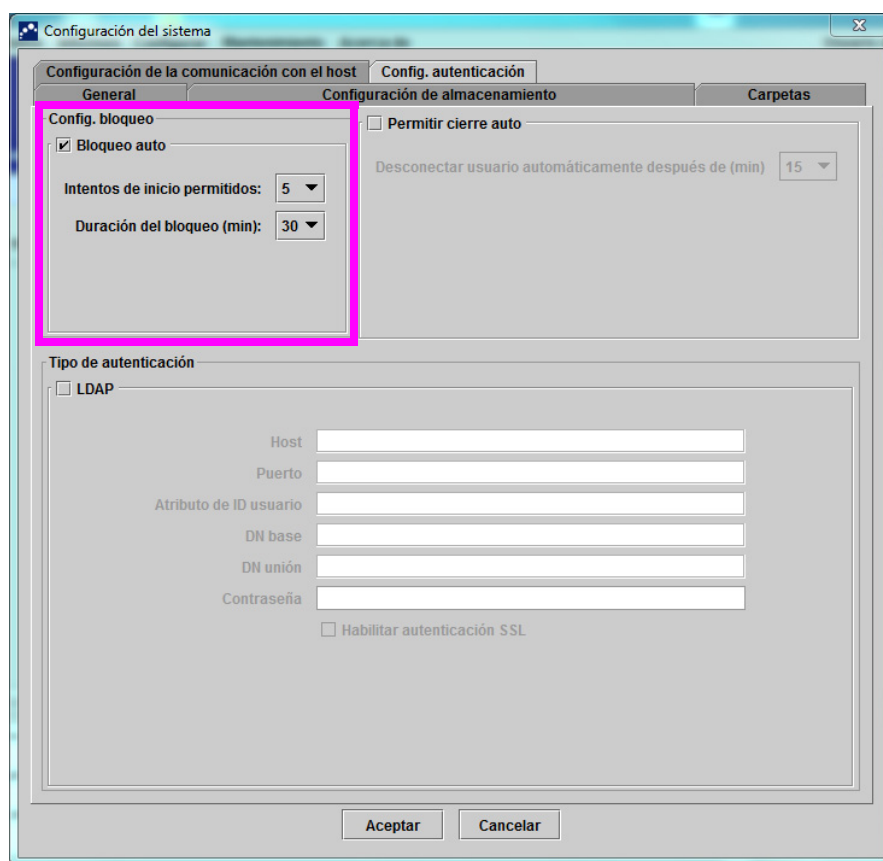 Configuración del sistema
Configuración de la comunicación con el host Config. autenticación
General Configuración de almacenamiento Carpetas
Config. bloqueo
Bloqueo auto
Intentos de inicio permitidos: 5
Duración del bloqueo (min): 30
Permitir cierre auto
Desconectar usuario automáticamente después de (min) 15
Tipo de autenticación
LDAP
Host
Puerto
Atributo de ID usuario
DN base
DN unión
Contraseña
Habilitar autenticación SSL
Aceptar Cancelar